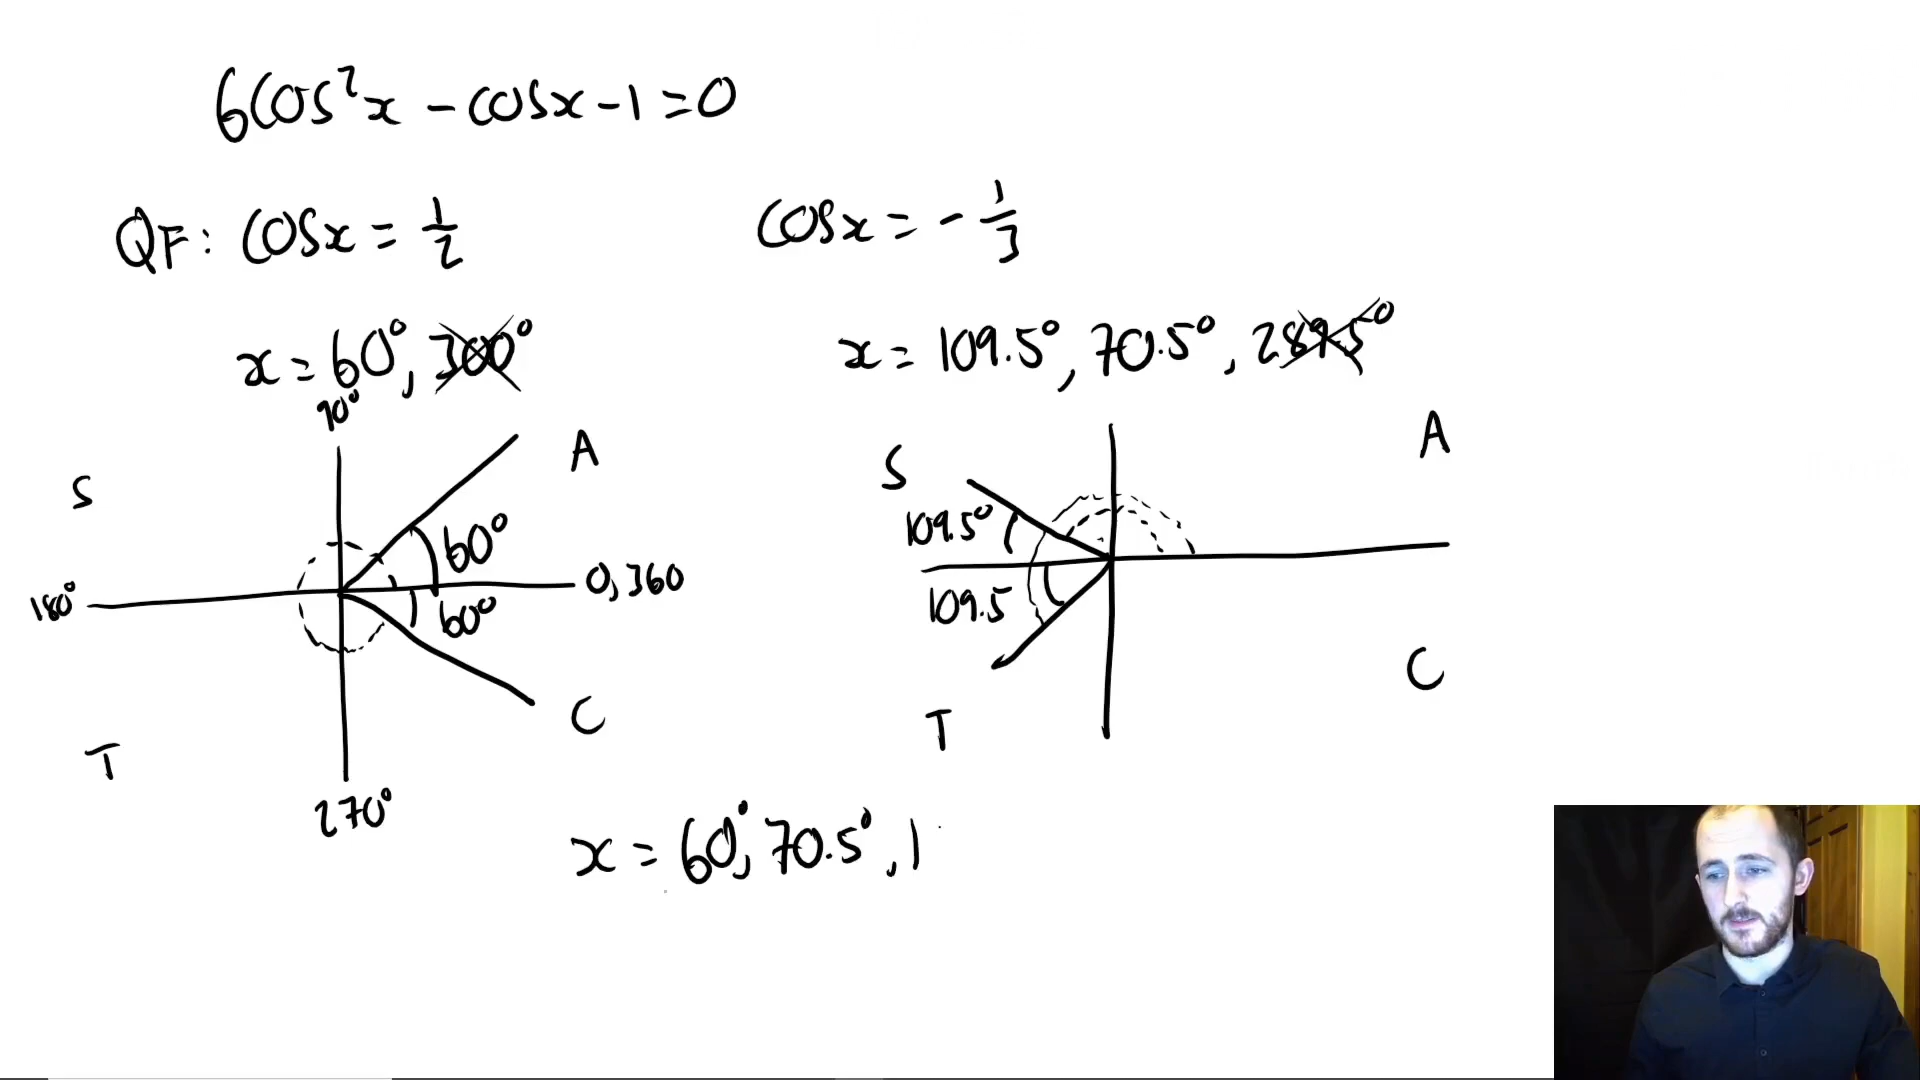 6cos²x - cosx - 1 = 0
QF: cosx = 1/2
cosx = - 1/3
x = 60°, 300°
x = 109.5°, 70.5°, 289.5°
90°
S
A
60°
180°
0, 360
60°
T
C
270°
S
A
109.5°
109.5
T
C
x = 60°, 70.5°, 1